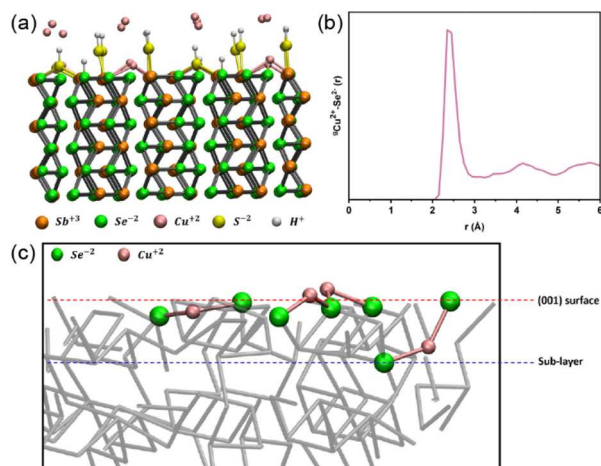 (a)
Sb+3 Se-2 Cu+2 S-2 H+
(b)
gCu2+-Se2-(r)
0 1 2 3 4 5 6
r (Å)
(c)
Se-2 Cu+2
(001) surface
Sub-layer